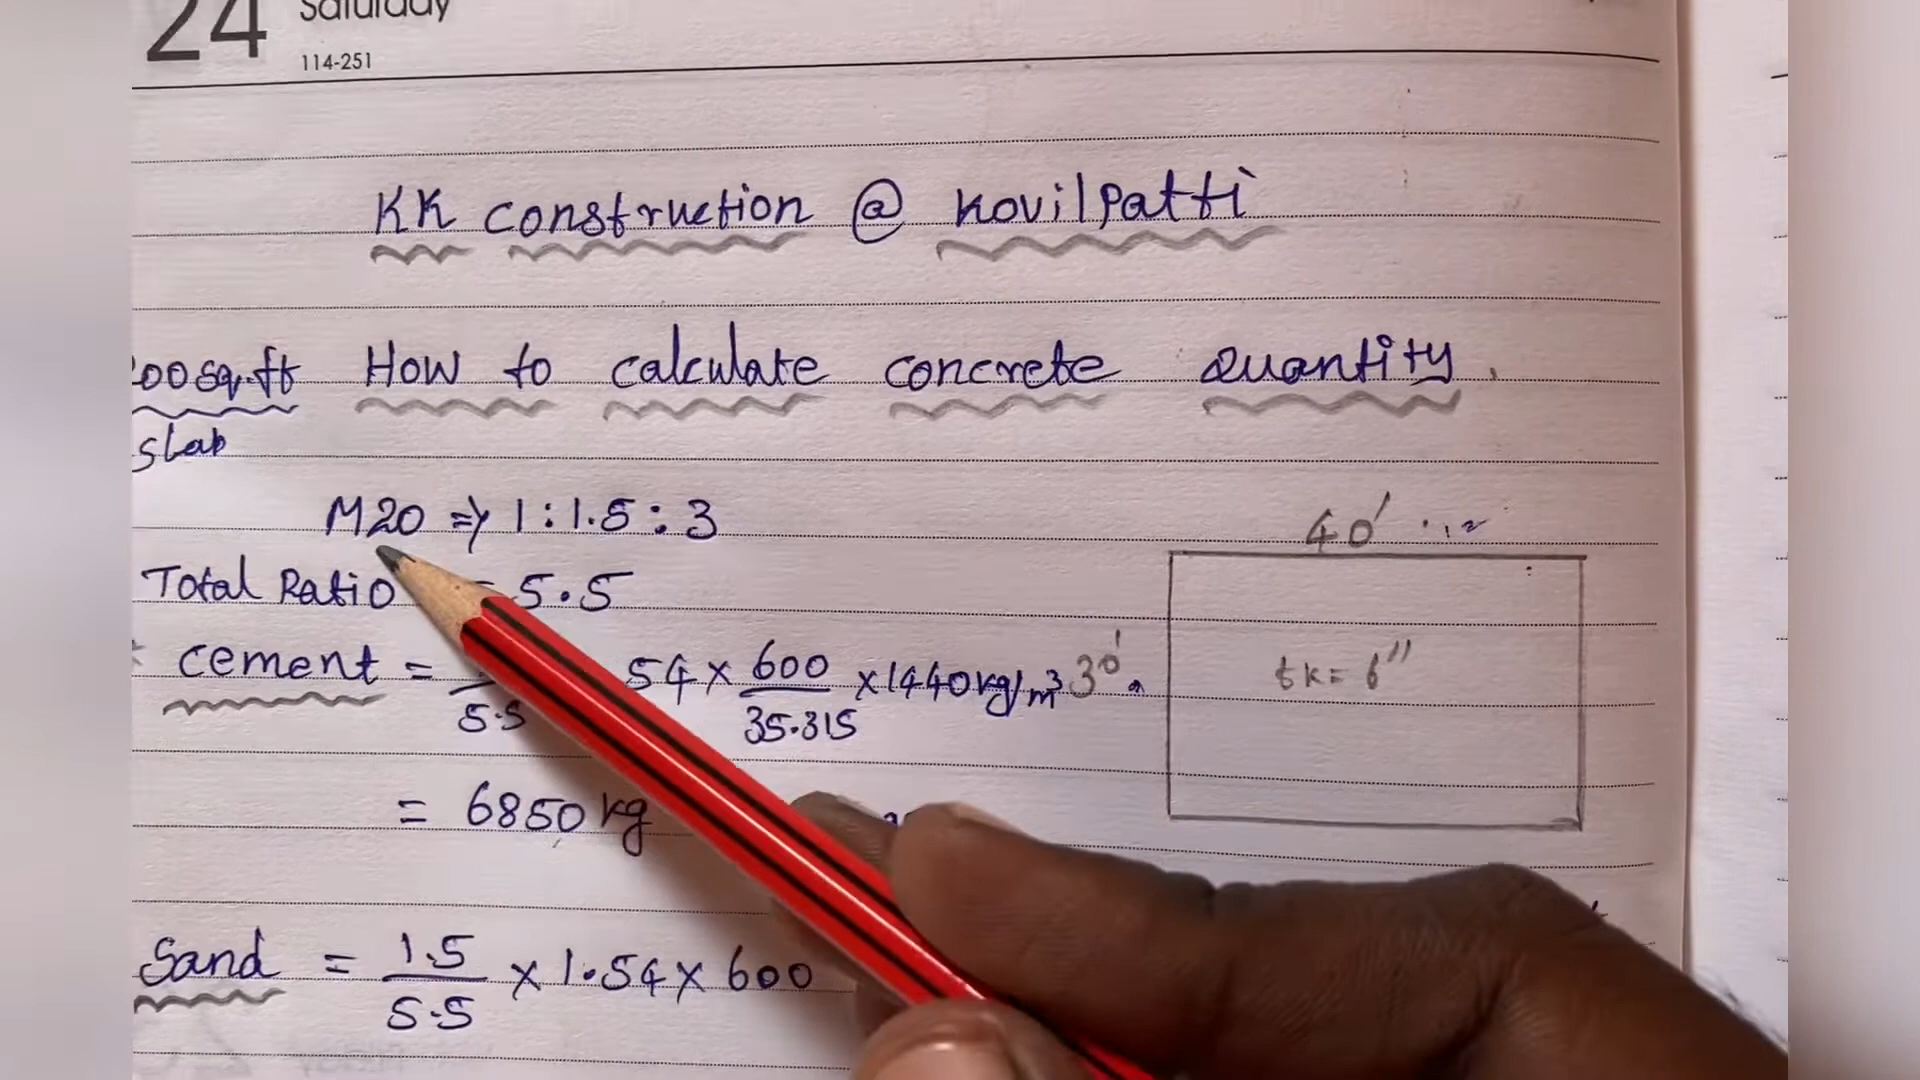 24 Saturday
114-251
KK construction @ kovilpatti
00 sq.ft How to calculate concrete quantity.
slab
M20 => 1:1.5:3
40'
Total Ratio = 5.5
cement = 5.5 54 x 600/35.315 x 1440 kg/m3
30'
tk = 6"
= 6850 kg
Sand = 1.5/5.5 x 1.54 x 600